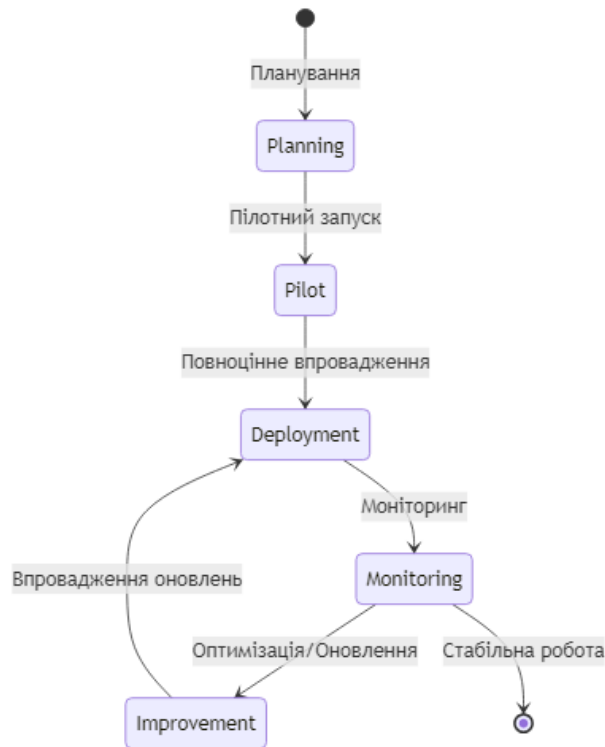 Планування
Planning
Пілотний запуск
Pilot
Повноцінне впровадження
Deployment
Моніторинг
Впровадження оновлень
Monitoring
Оптимізація/Оновлення
Стабільна робота
Improvement